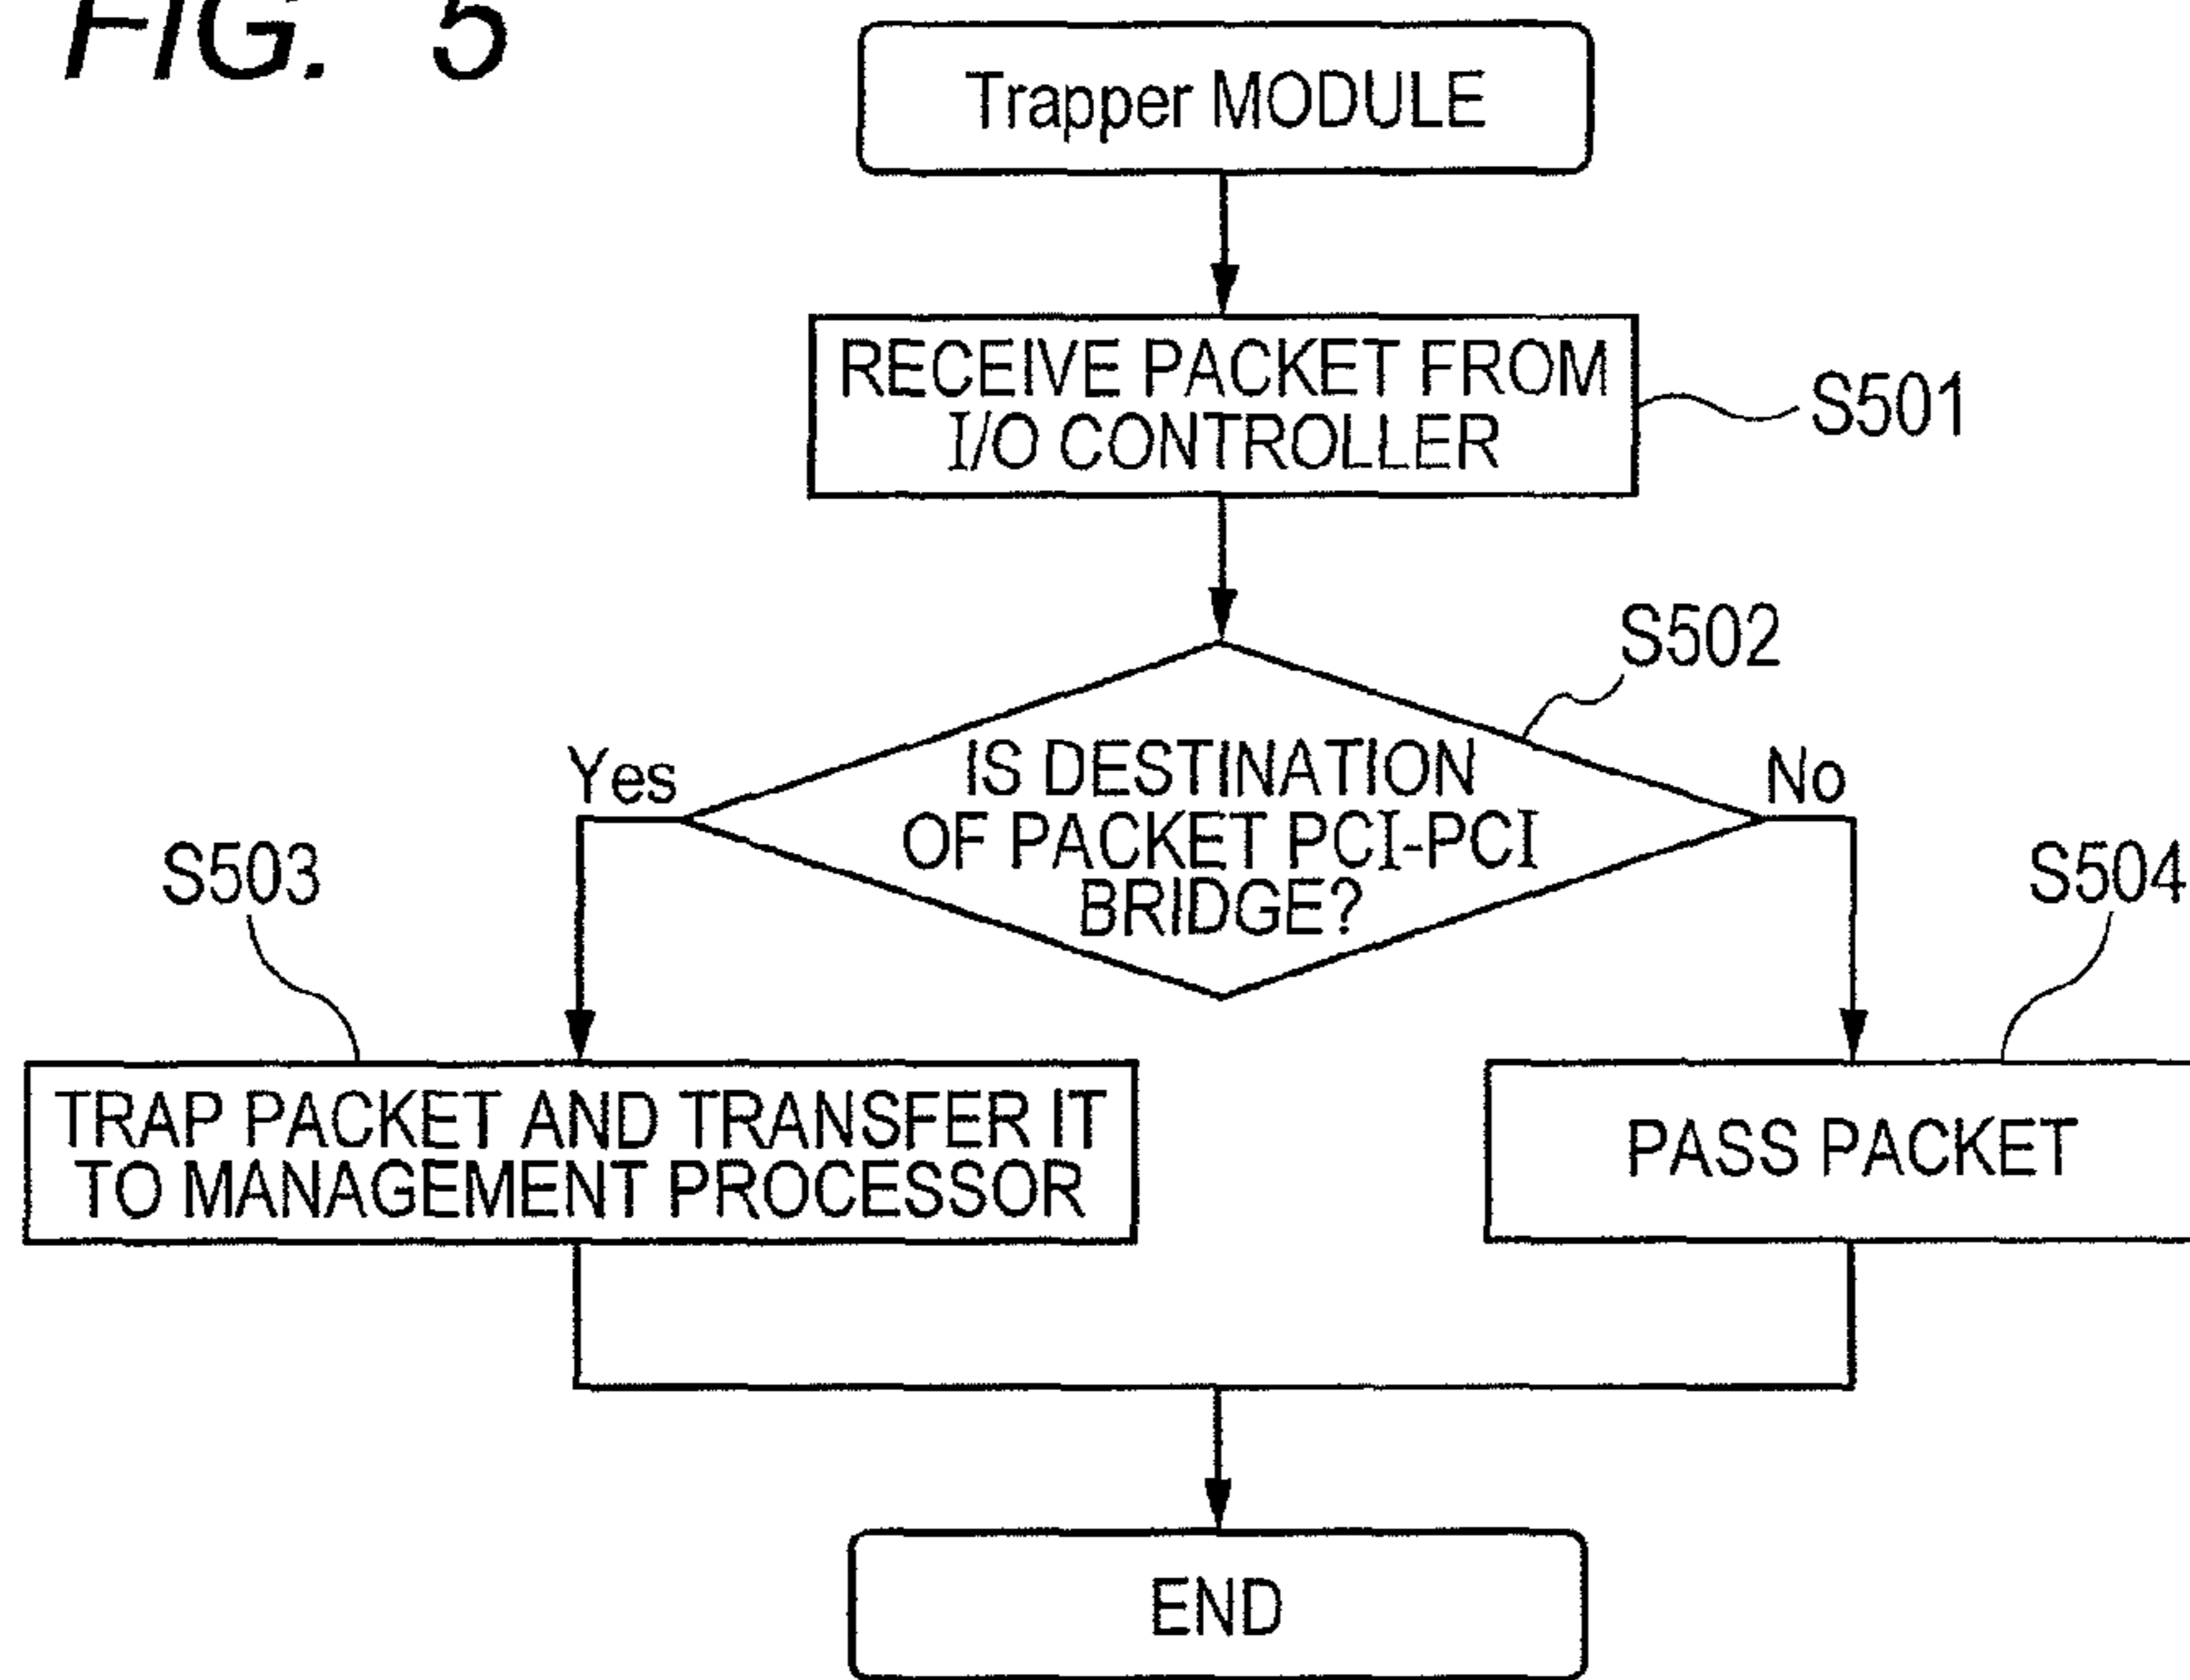 FIG. 5
Trapper MODULE
RECEIVE PACKET FROM
I/O CONTROLLER
S501
S502
IS DESTINATION
OF PACKET PCI-PCI
BRIDGE?
Yes
No
S503
S504
TRAP PACKET AND TRANSFER IT
TO MANAGEMENT PROCESSOR
PASS PACKET
END